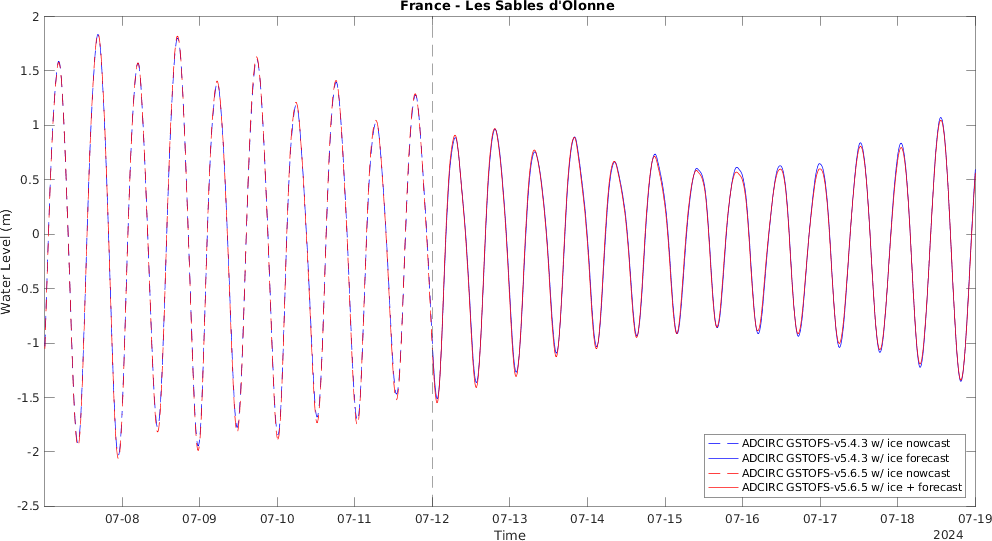 France - Les Sables d'Olonne
2
1.5
1
0.5
0
-0.5
-1
-1.5
-2
-2.5
Water Level (m)
07-08 07-09 07-10 07-11 07-12 07-13 07-14 07-15 07-16 07-17 07-18 07-19
Time
2024
ADCIRC GSTOFS-v5.4.3 w/ ice nowcast
ADCIRC GSTOFS-v5.4.3 w/ ice forecast
ADCIRC GSTOFS-v5.6.5 w/ ice nowcast
ADCIRC GSTOFS-v5.6.5 w/ ice + forecast